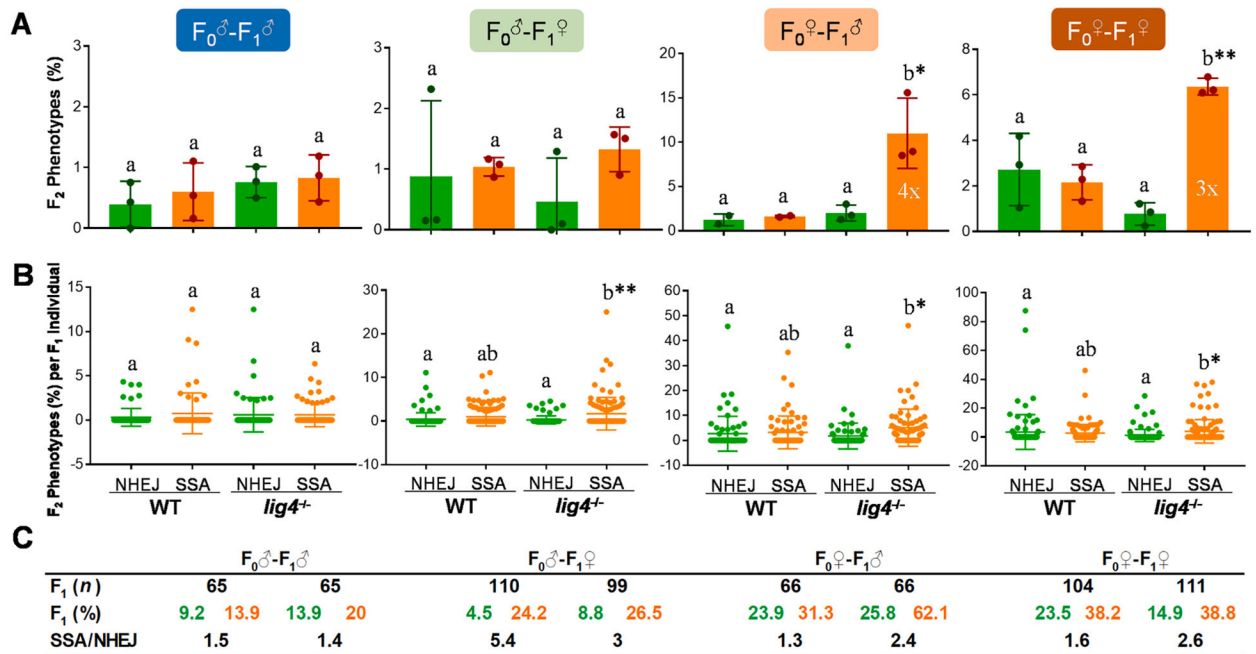 A
F0♂-F1♂ F0♂-F1♀ F0♀-F1♂ F0♀-F1♀
F2 Phenotypes (%)
3 2 1 0
a a a a
3 2 1 0
a a a a
20 15 10 5 0
a a a b*
4x
8 6 4 2 0
a a a b**
3x
B
F2 Phenotypes (%) per F1 Individual
15 10 5 0 -5
a a a a
30 20 10 0 -10
a ab a b**
60 50 40 30 20 10 0 -10
a ab a b*
100 80 60 40 20 0 -20
a ab a b*
NHEJ SSA NHEJ SSA NHEJ SSA NHEJ SSA NHEJ SSA NHEJ SSA NHEJ SSA NHEJ SSA
WT lig4-/- WT lig4-/- WT lig4-/- WT lig4-/-
C
F0♂-F1♂ F0♂-F1♀ F0♀-F1♂ F0♀-F1♀
F1 (n) 65 65 110 99 66 66 104 111
F1 (%) 9.2 13.9 13.9 20 4.5 24.2 8.8 26.5 23.9 31.3 25.8 62.1 23.5 38.2 14.9 38.8
SSA/NHEJ 1.5 1.4 5.4 3 1.3 2.4 1.6 2.6